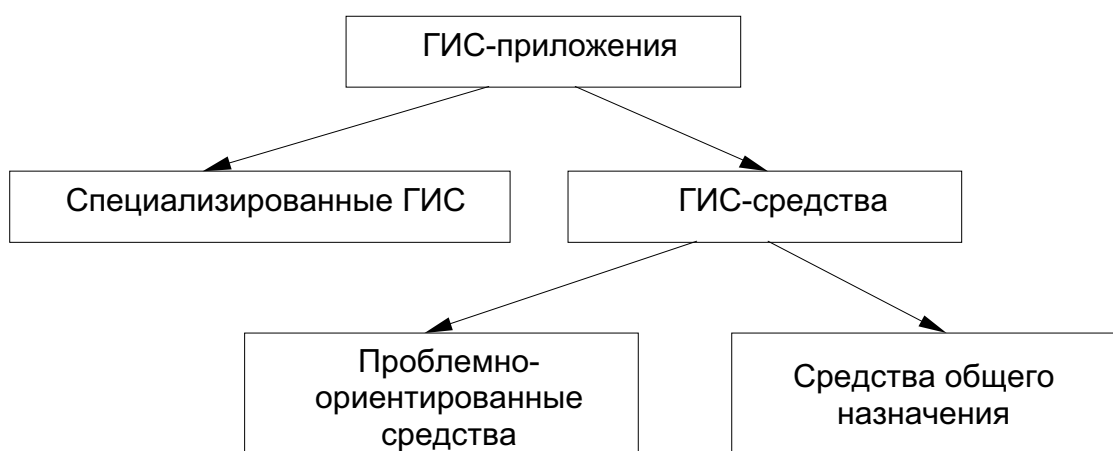 ГИС-приложения
Специализированные ГИС
ГИС-средства
Проблемно-
ориентированные
средства
Средства общего
назначения